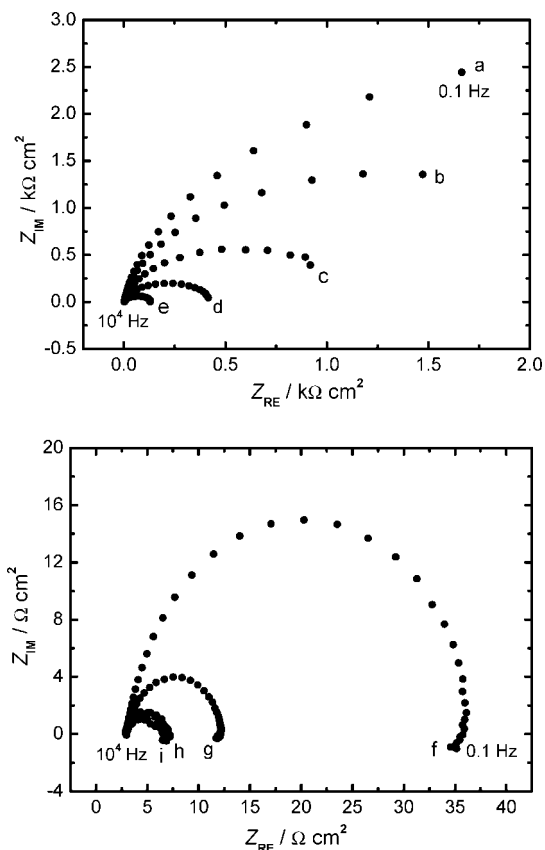 3.0
2.5
2.0
1.5
1.0
0.5
0.0
-0.5
Z_IM / kΩ cm²
a
0.1 Hz
b
c
d
e
10⁴ Hz
0.0 0.5 1.0 1.5 2.0
Z_RE / kΩ cm²
20
16
12
8
4
0
-4
Z_IM / Ω cm²
10⁴ Hz
i
h
g
f
0.1 Hz
0 5 10 15 20 25 30 35 40
Z_RE / Ω cm²